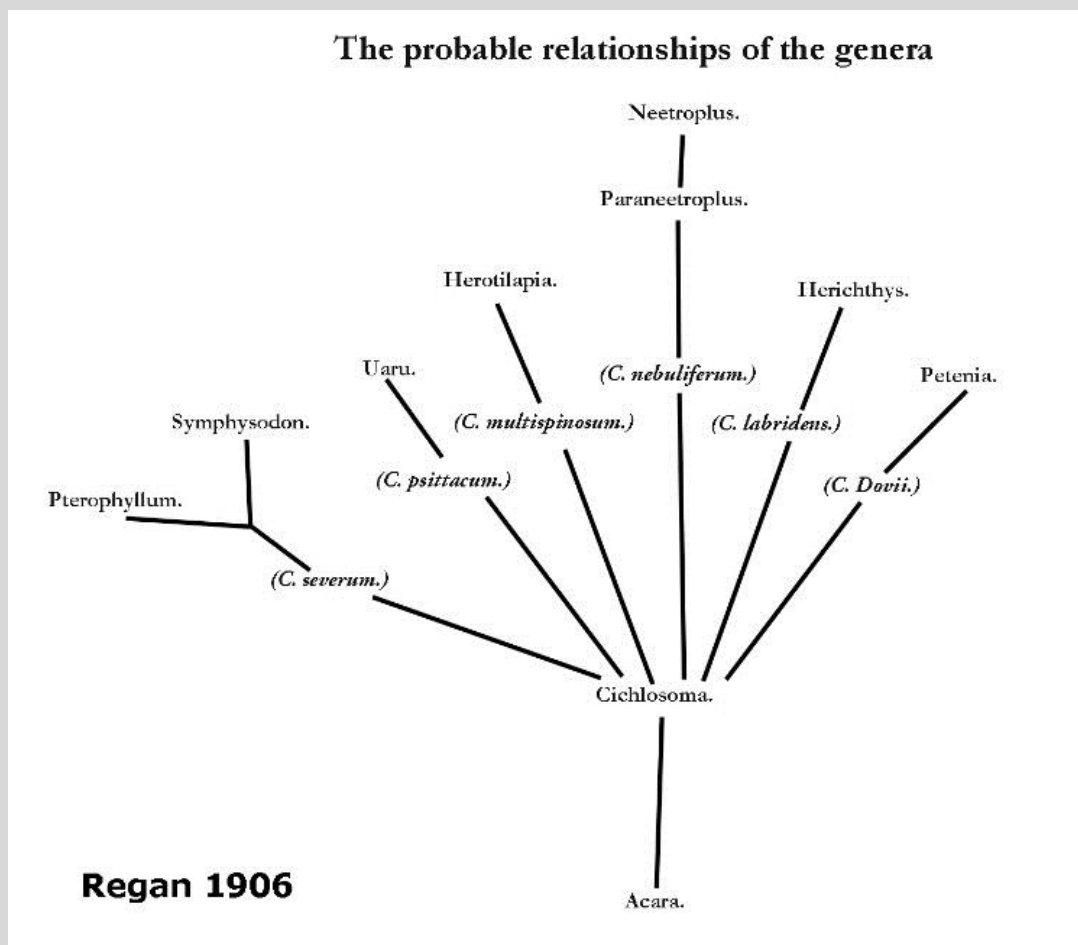 The probable relationships of the genera
Neetroplus.
Paraneetroplus.
Herotilapia.
Herichthys.
Uaru.
(C. nebuliferum.)
Petenia.
Symphysodon.
(C. multispinosum.)
(C. labridens.)
(C. psittacum.)
(C. Dovii.)
Pterophyllum.
(C. severum.)
Cichlosoma.
Regan 1906
Acara.